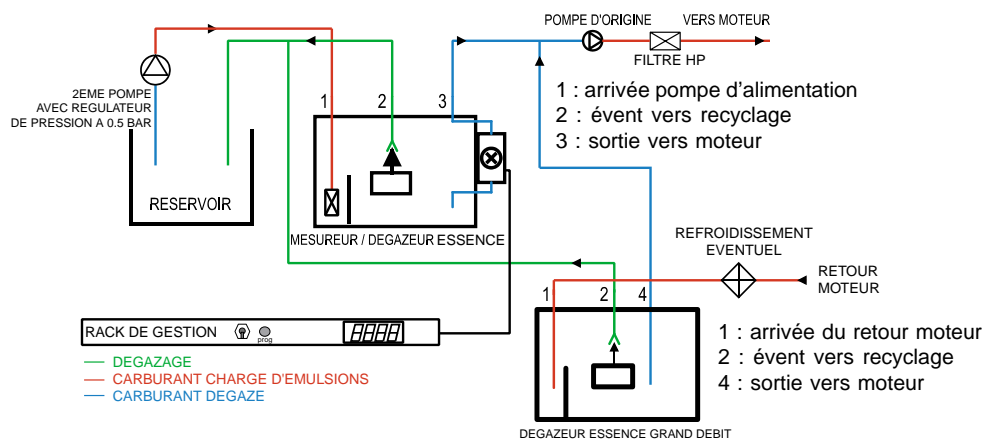 POMPE D'ORIGINE
VERS MOTEUR
FILTRE HP
2EME POMPE
AVEC REGULATEUR
DE PRESSION A 0.5 BAR
1
2
3
1 : arrivée pompe d'alimentation
2 : évent vers recyclage
3 : sortie vers moteur
RESERVOIR
MESUREUR / DEGAZEUR ESSENCE
REFROIDISSEMENT
EVENTUEL
RETOUR
MOTEUR
1
2
4
RACK DE GESTION
prog
8888
1 : arrivée du retour moteur
2 : évent vers recyclage
4 : sortie vers moteur
DEGAZAGE
CARBURANT CHARGE D'EMULSIONS
CARBURANT DEGAZE
DEGAZEUR ESSENCE GRAND DEBIT